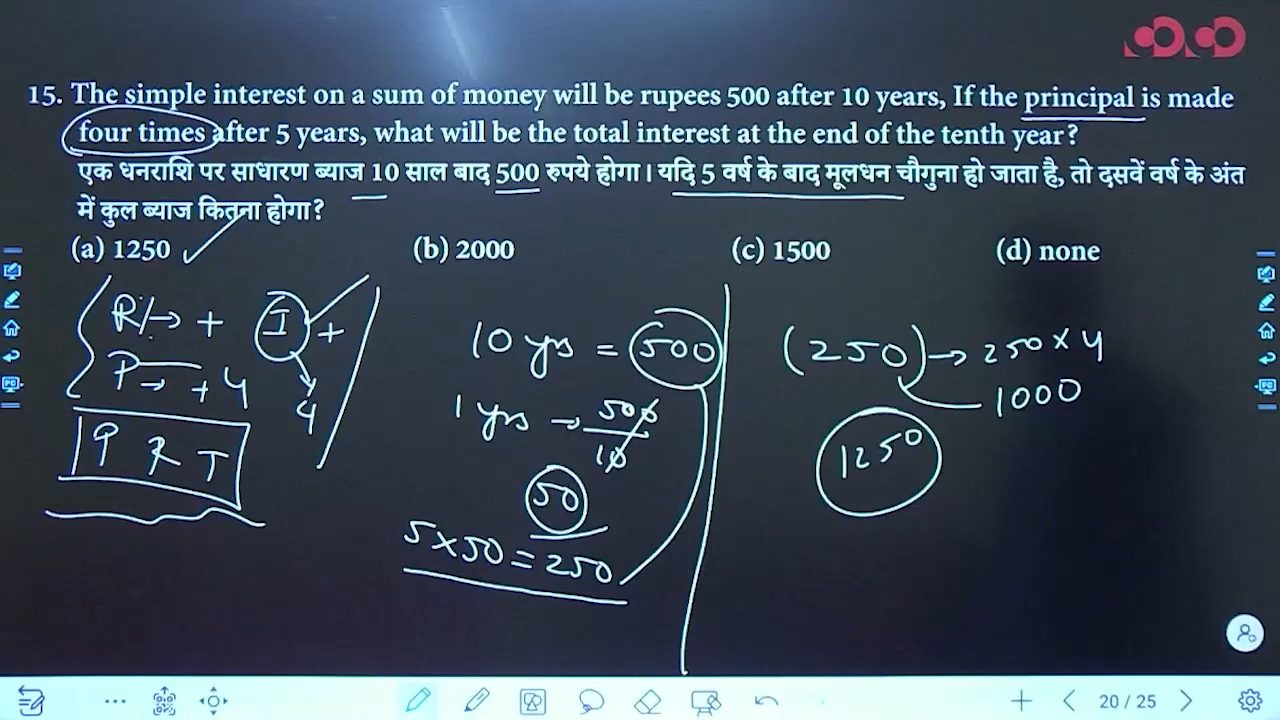 15. The simple interest on a sum of money will be rupees 500 after 10 years, If the principal is made
four times after 5 years, what will be the total interest at the end of the tenth year?
एक धनराशि पर साधारण ब्याज 10 साल बाद 500 रुपये होगा। यदि 5 वर्ष के बाद मूलधन चौगुना हो जाता है, तो दसवें वर्ष के अंत
में कुल ब्याज कितना होगा?
(a) 1250 (b) 2000 (c) 1500 (d) none
R% → + I +
P → + 4 4
P R T
10 yrs = 500
1 yrs → 500/10
50
5×50=250
(250) → 250×4
1000
1250
20 / 25